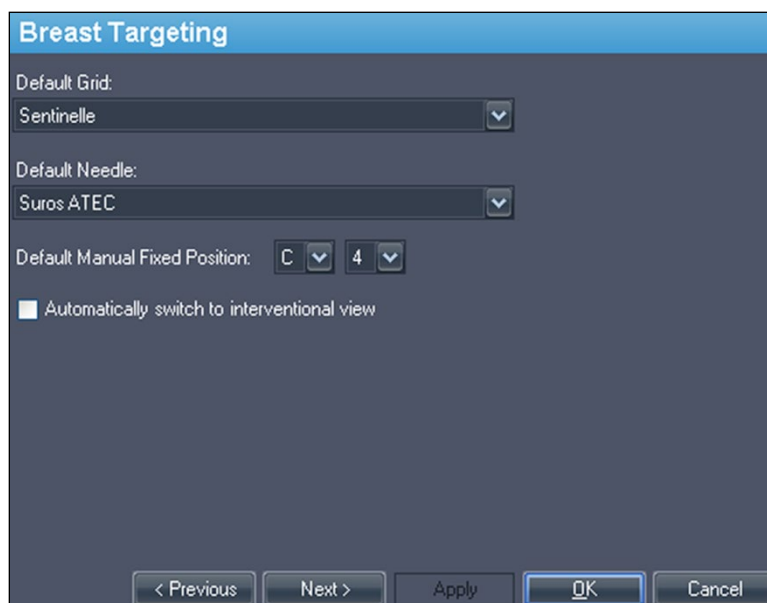 Breast Targeting
Default Grid:
Sentinelle
Default Needle:
Suros ATEC
Default Manual Fixed Position: C 4
Automatically switch to interventional view
< Previous Next > Apply OK Cancel